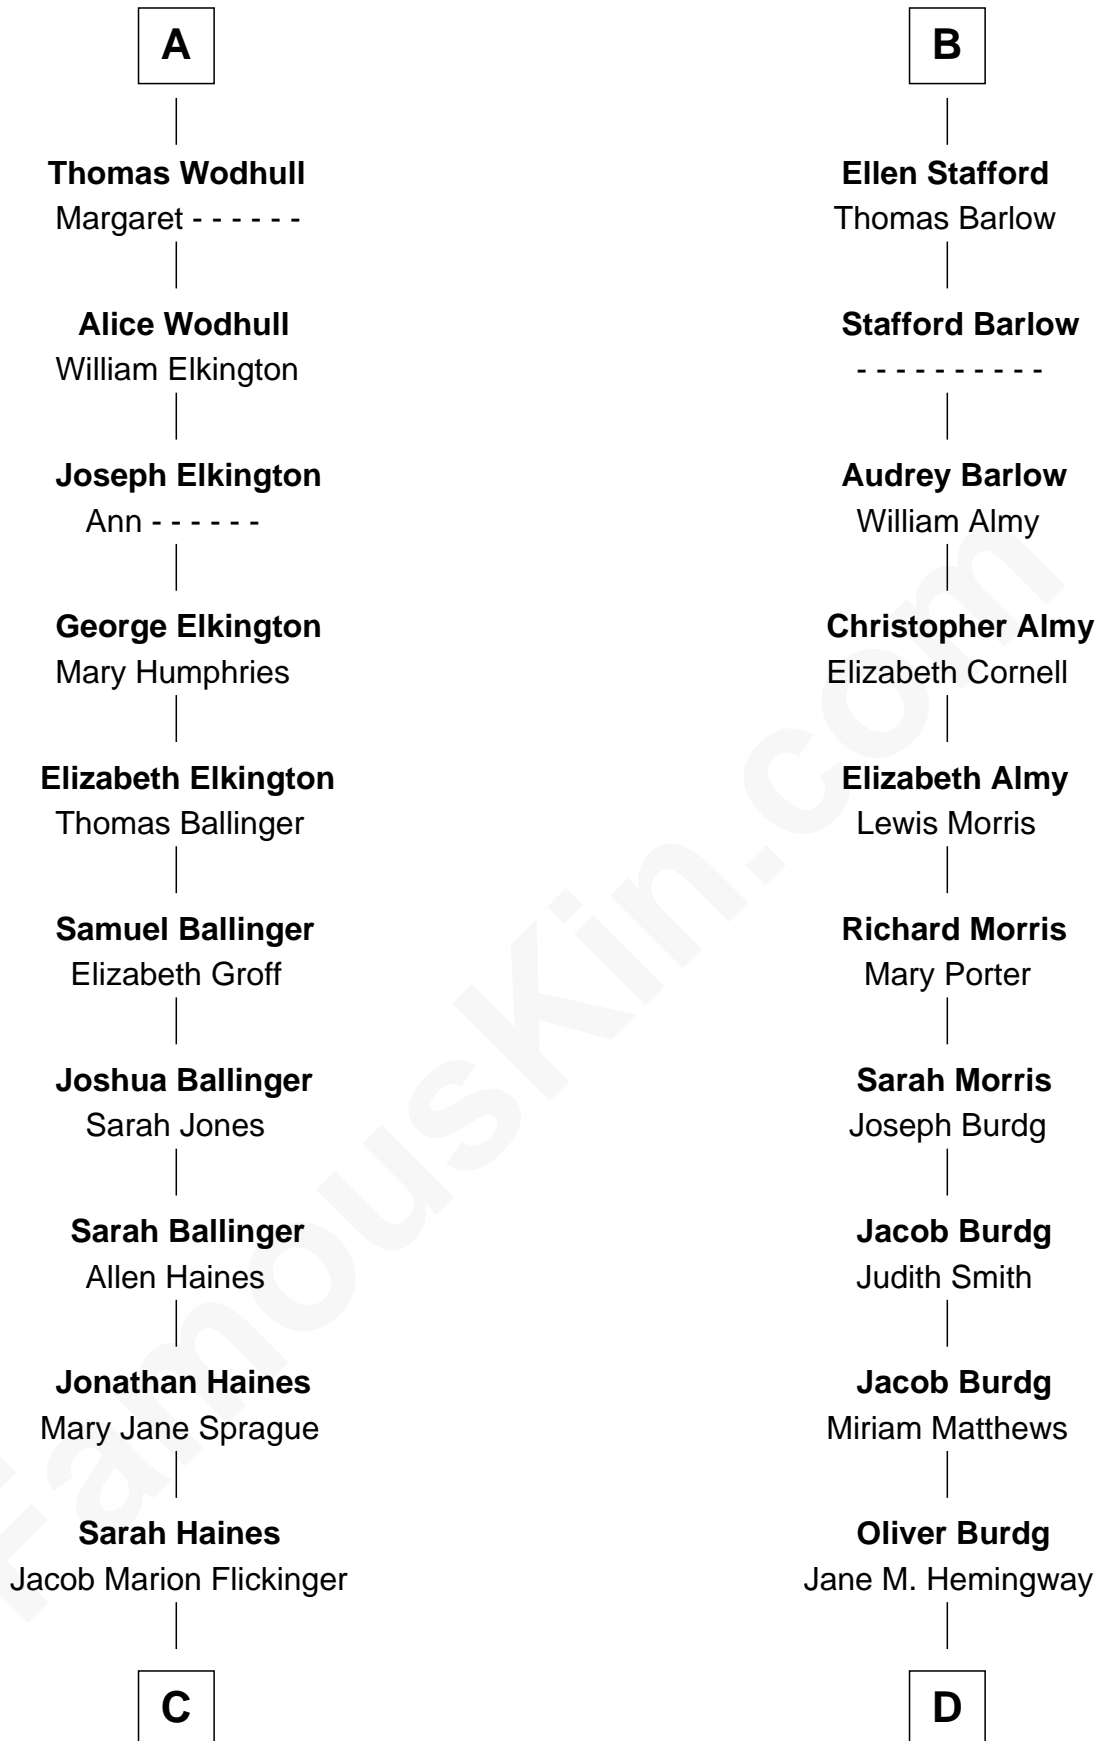 A
Thomas Wodhull
Margaret - - - - - -
Alice Wodhull
William Elkington
Joseph Elkington
Ann - - - - - -
George Elkington
Mary Humphries
Elizabeth Elkington
Thomas Ballinger
Samuel Ballinger
Elizabeth Groff
Joshua Ballinger
Sarah Jones
Sarah Ballinger
Allen Haines
Jonathan Haines
Mary Jane Sprague
Sarah Haines
Jacob Marion Flickinger
C
B
Ellen Stafford
Thomas Barlow
Stafford Barlow
- - - - - - - - - -
Audrey Barlow
William Almy
Christopher Almy
Elizabeth Cornell
Elizabeth Almy
Lewis Morris
Richard Morris
Mary Porter
Sarah Morris
Joseph Burdg
Jacob Burdg
Judith Smith
Jacob Burdg
Miriam Matthews
Oliver Burdg
Jane M. Hemingway
D
FamousKin.com